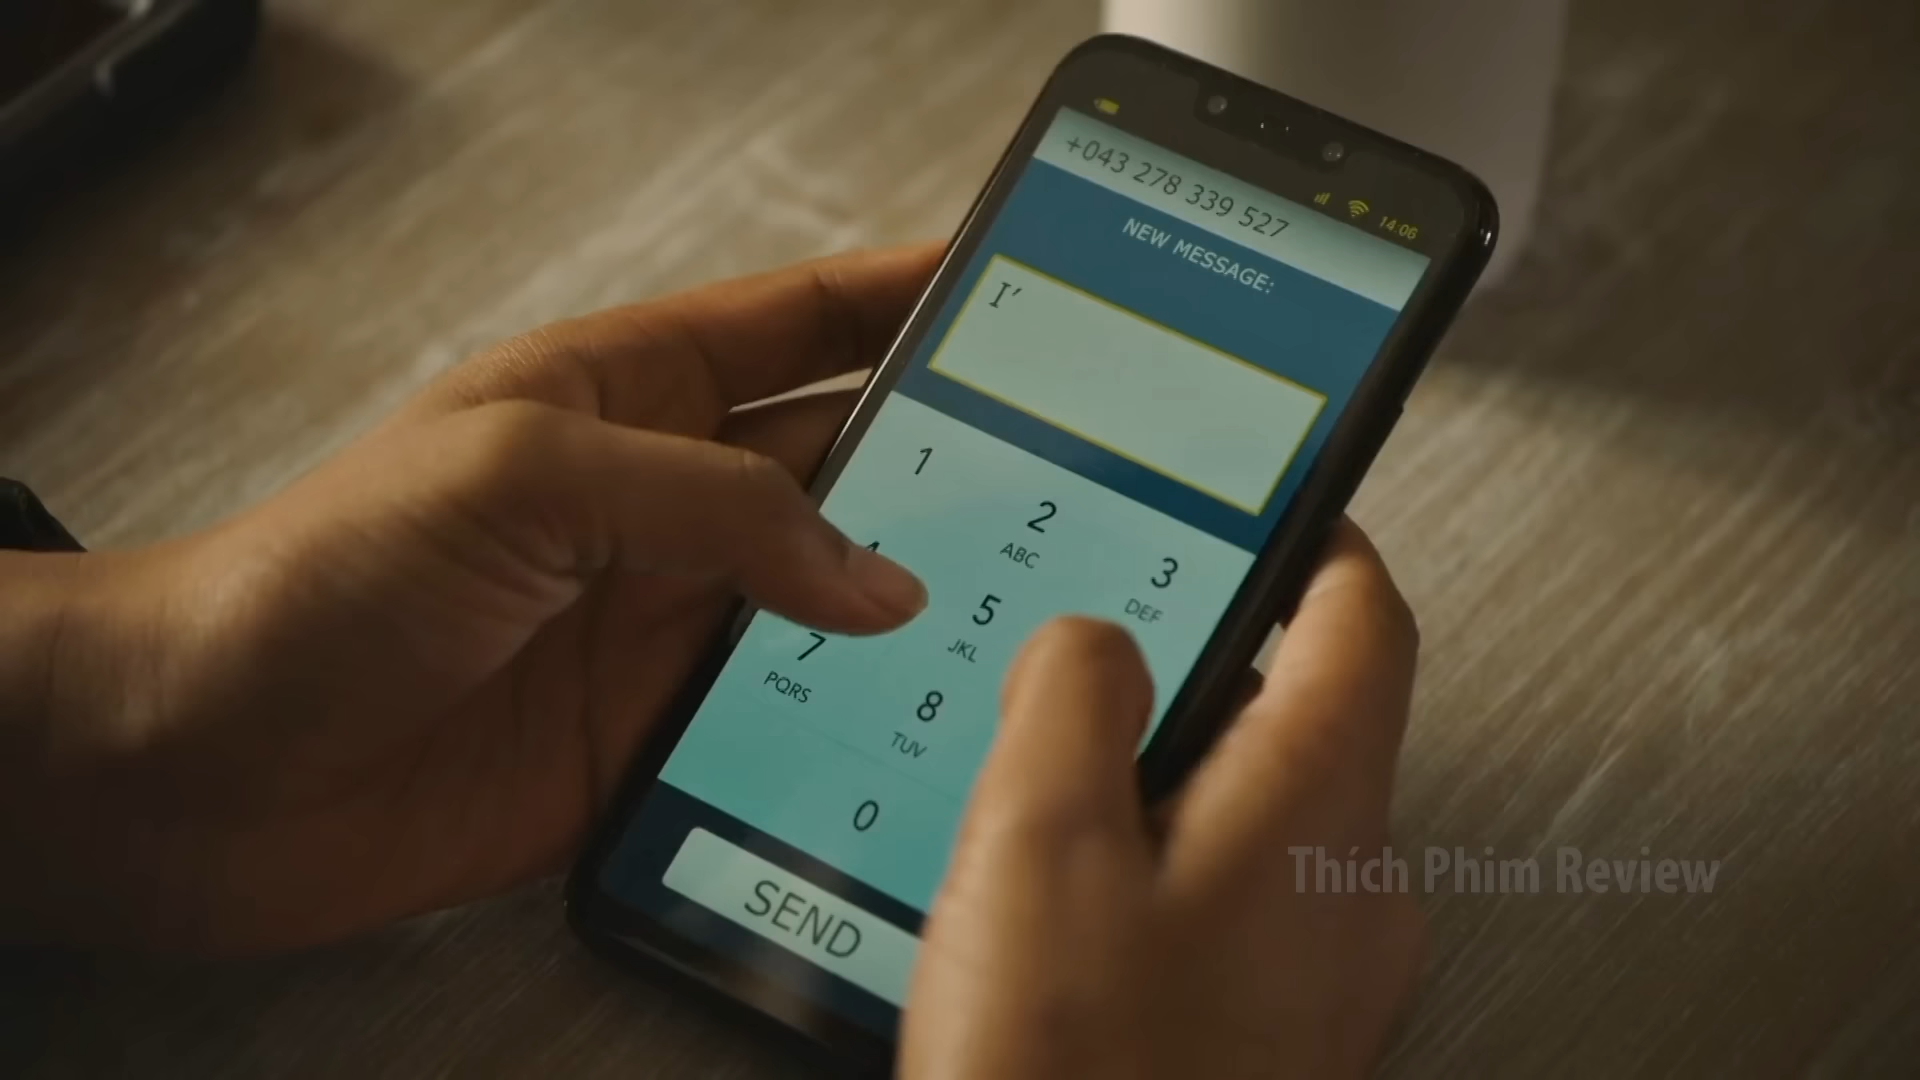 +043 278 339 527
14:06
NEW MESSAGE:
I'
1
2
ABC
3
DEF
4
5
JKL
7
PQRS
8
TUV
0
SEND
Thích Phim Review